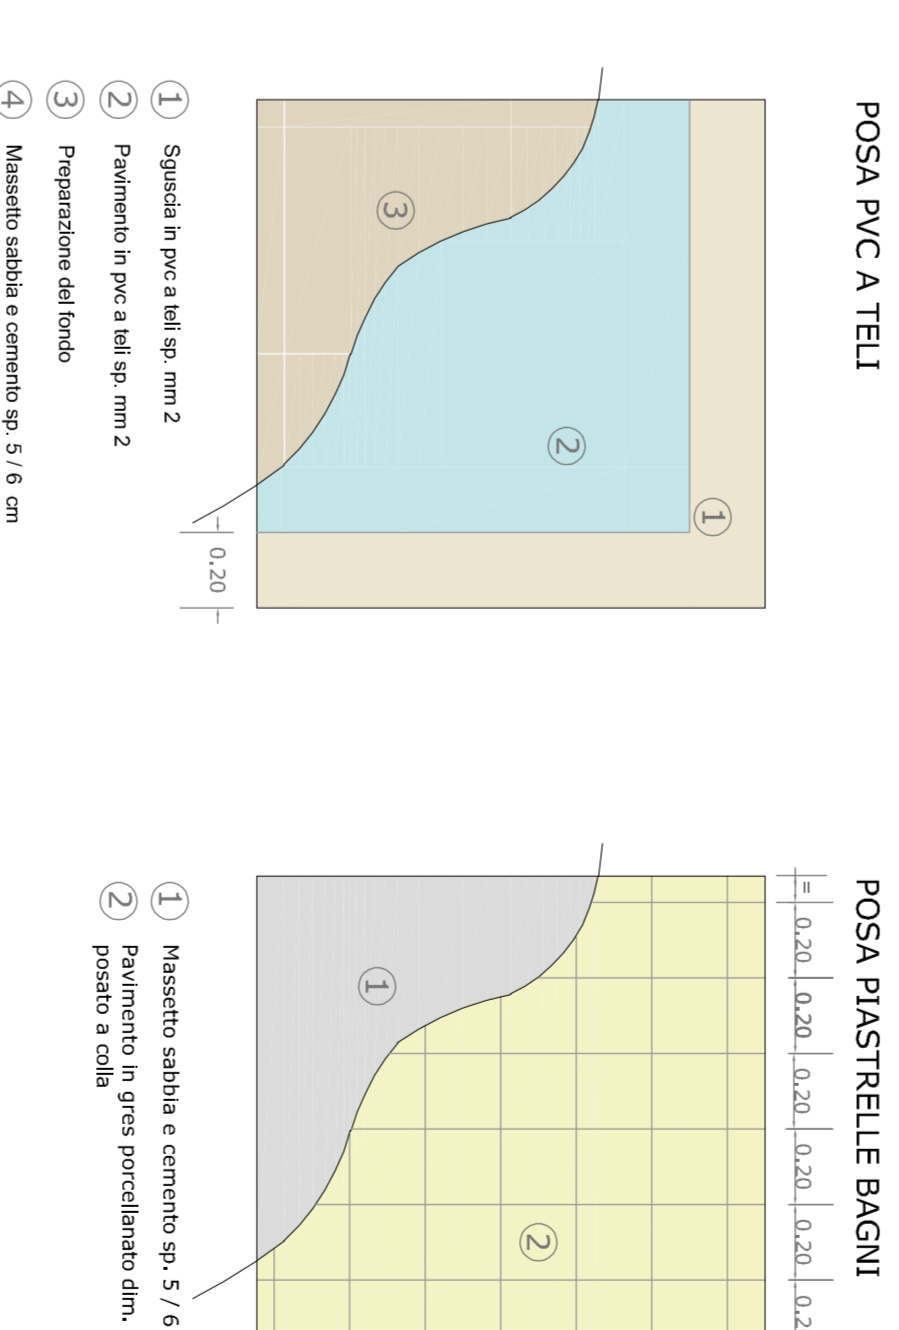 POSA PVC A TELI
3
2
1
0.20
1 Sguscia in pvc a teli sp. mm 2
2 Pavimento in pvc a teli sp. mm 2
3 Preparazione del fondo
4 Massetto sabbia e cemento sp. 5 / 6 cm
POSA PIASTRELLE BAGNI
= 0.20 0.20 0.20 0.20 0.20 0.2
1
2
1 Massetto sabbia e cemento sp. 5 / 6
2 Pavimento in gres porcellanato dim.
posato a colla